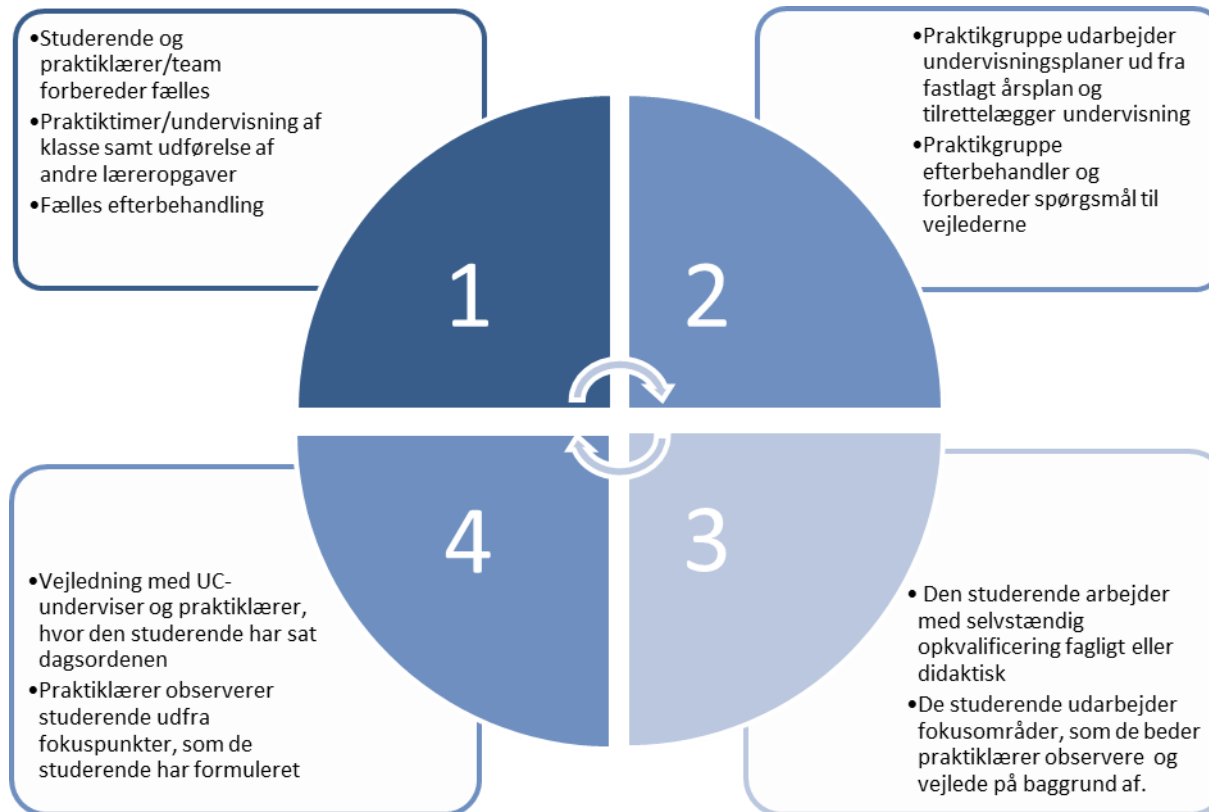 •Studerende og
praktiklærer/team
forbereder fælles
•Praktiktimer/undervisning af
klasse samt udførelse af
andre læreropgaver
•Fælles efterbehandling
1
•Praktikgruppe udarbejder
undervisningsplaner ud fra
fastlagt årsplan og
tilrettelægger undervisning
•Praktikgruppe
efterbehandler og
forbereder spørgsmål til
vejlederne
2
3
• Den studerende arbejder
med selvstændig
opkvalificering fagligt eller
didaktisk
•De studerende udarbejder
fokusområder, som de beder
praktiklærer observere og
vejlede på baggrund af.
4
•Vejledning med UC-
underviser og praktiklærer,
hvor den studerende har sat
dagsordenen
•Praktiklærer observerer
studerende udfra
fokuspunkter, som de
studerende har formuleret